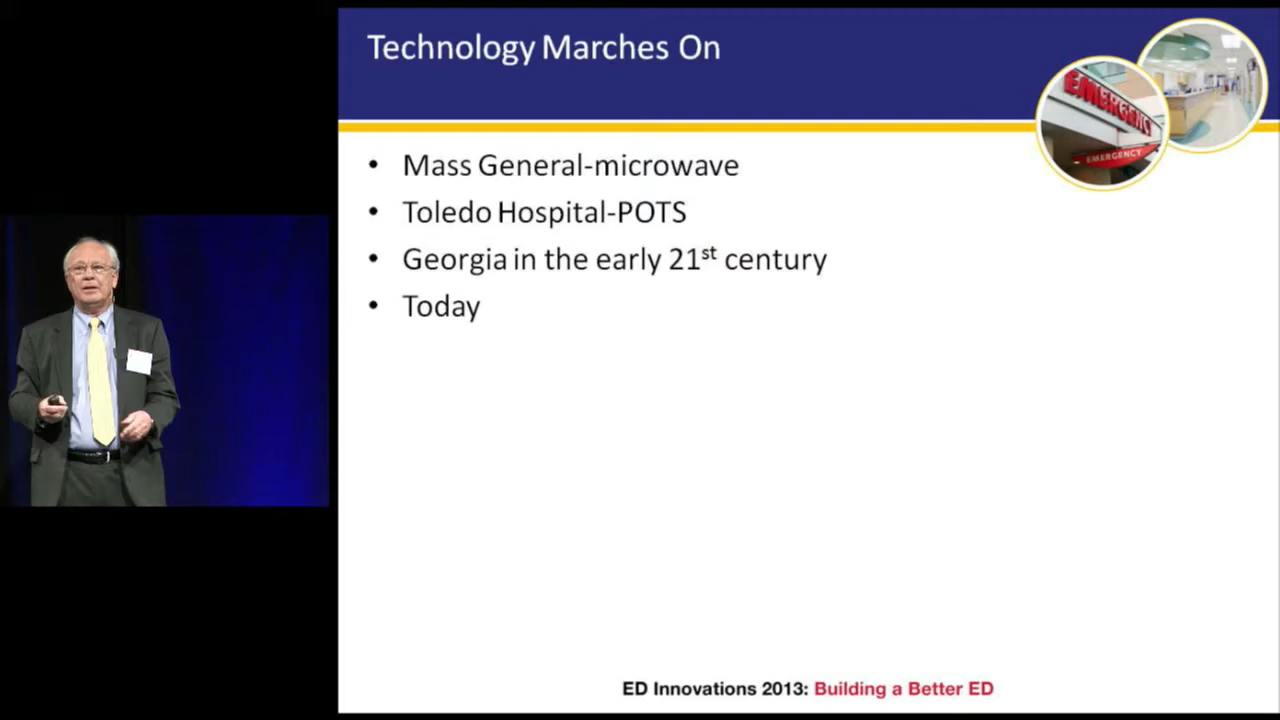 Technology Marches On
EMERGENCY
EMERGENCY
• Mass General-microwave
• Toledo Hospital-POTS
• Georgia in the early 21st century
• Today
ED Innovations 2013: Building a Better ED